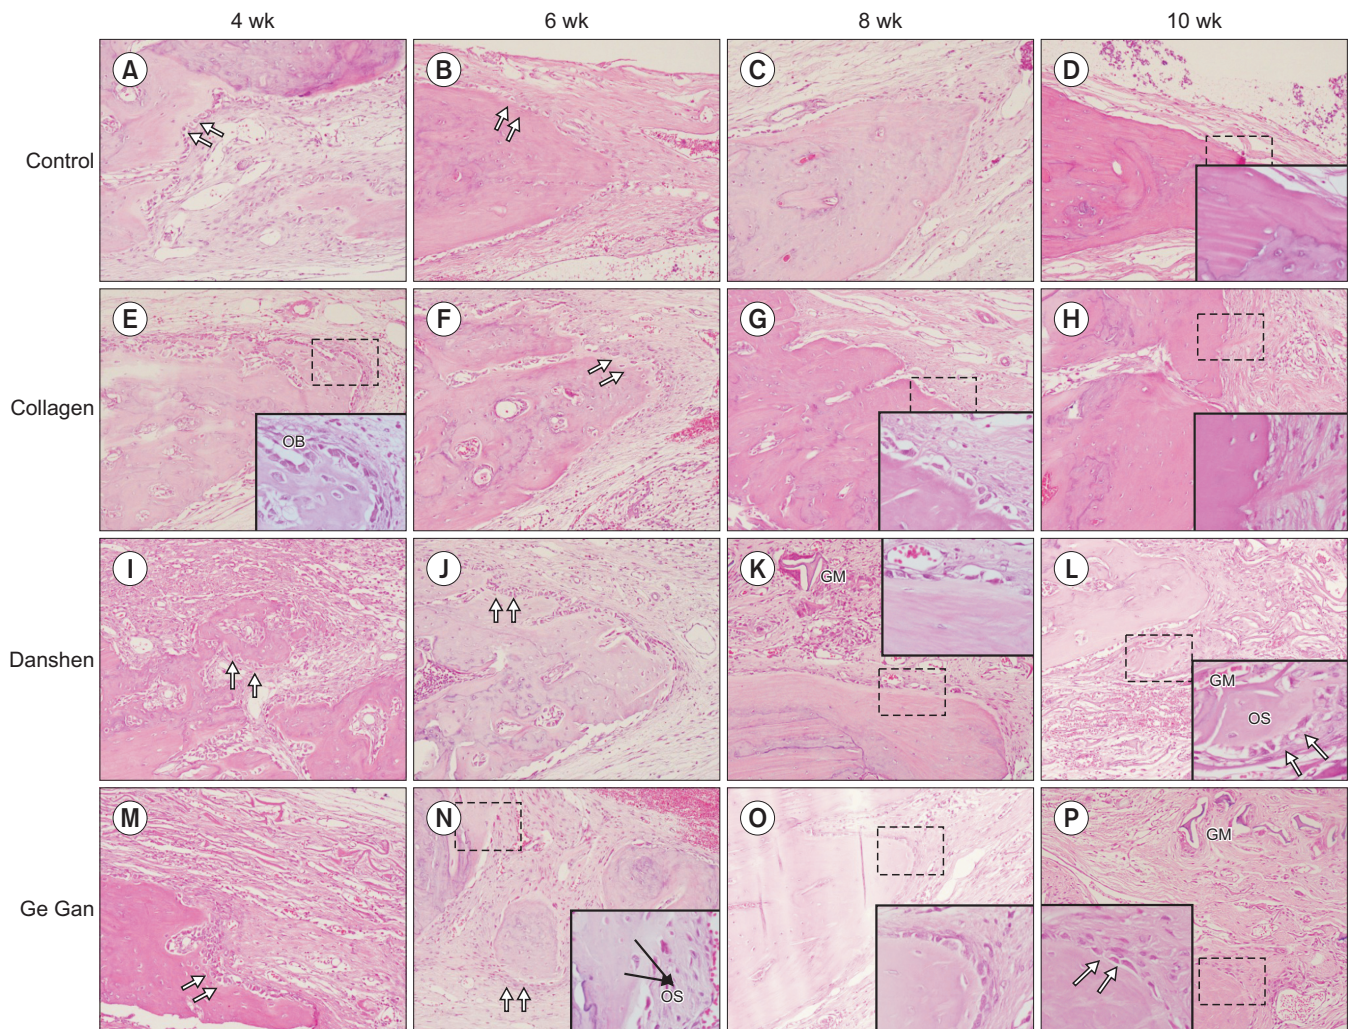 4 wk 6 wk 8 wk 10 wk
Control
A B C D
Collagen
E F G H
OB
Danshen
I J K L
GM
GM
OS
Ge Gan
M N O P
GM
OS